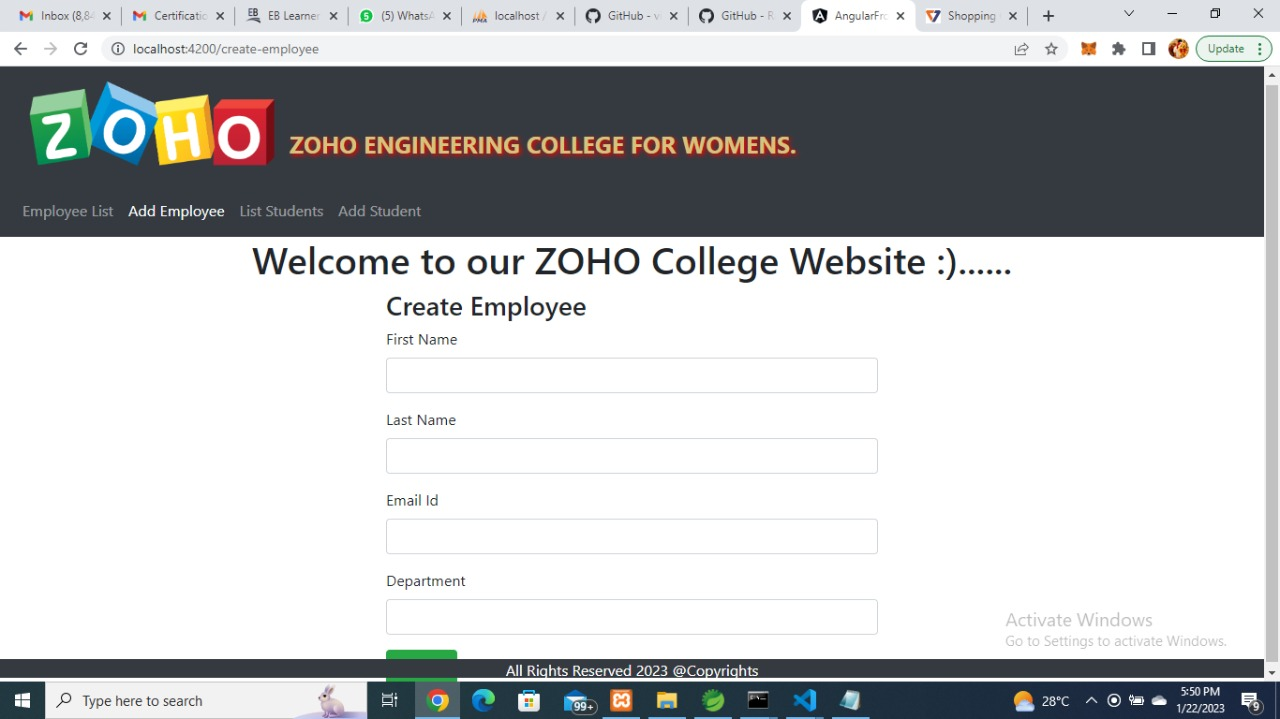 Inbox (8,84
Certificatio
EB Learner
(5) WhatsA
localhost /
GitHub - v
GitHub - R
AngularFro
Shopping
localhost:4200/create-employee
Update
ZOHO
ZOHO ENGINEERING COLLEGE FOR WOMENS.
Employee List Add Employee List Students Add Student
Welcome to our ZOHO College Website :)......
Create Employee
First Name
Last Name
Email Id
Department
Activate Windows
Go to Settings to activate Windows.
All Rights Reserved 2023 @Copyrights
Type here to search
99+
28°C
5:50 PM
1/22/2023
9